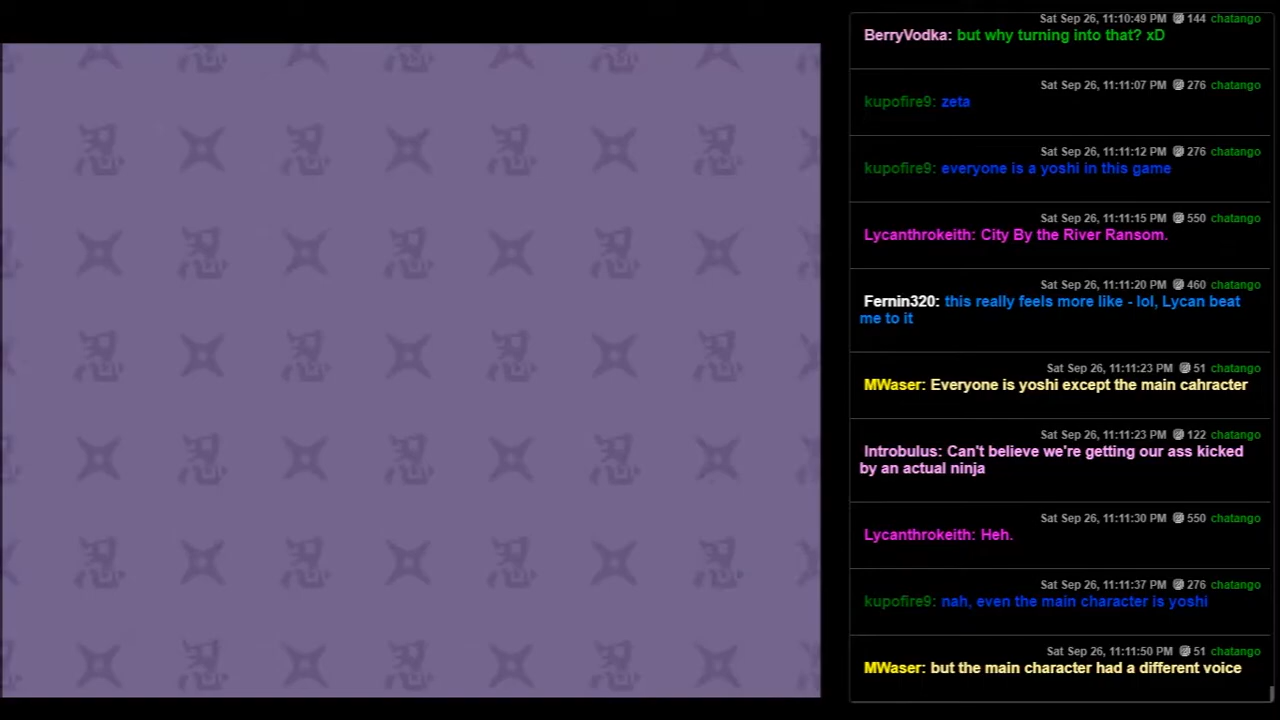 Sat Sep 26, 11:10:49 PM 144 chatango
BerryVodka: but why turning into that? xD
Sat Sep 26, 11:11:07 PM 276 chatango
kupofire9: zeta
Sat Sep 26, 11:11:12 PM 276 chatango
kupofire9: everyone is a yoshi in this game
Sat Sep 26, 11:11:15 PM 550 chatango
Lycanthrokeith: City By the River Ransom.
Sat Sep 26, 11:11:20 PM 460 chatango
Fernin320: this really feels more like - lol, Lycan beat
me to it
Sat Sep 26, 11:11:23 PM 51 chatango
MWaser: Everyone is yoshi except the main cahracter
Sat Sep 26, 11:11:23 PM 122 chatango
Introbulus: Can't believe we're getting our ass kicked
by an actual ninja
Sat Sep 26, 11:11:30 PM 550 chatango
Lycanthrokeith: Heh.
Sat Sep 26, 11:11:37 PM 276 chatango
kupofire9: nah, even the main character is yoshi
Sat Sep 26, 11:11:50 PM 51 chatango
MWaser: but the main character had a different voice